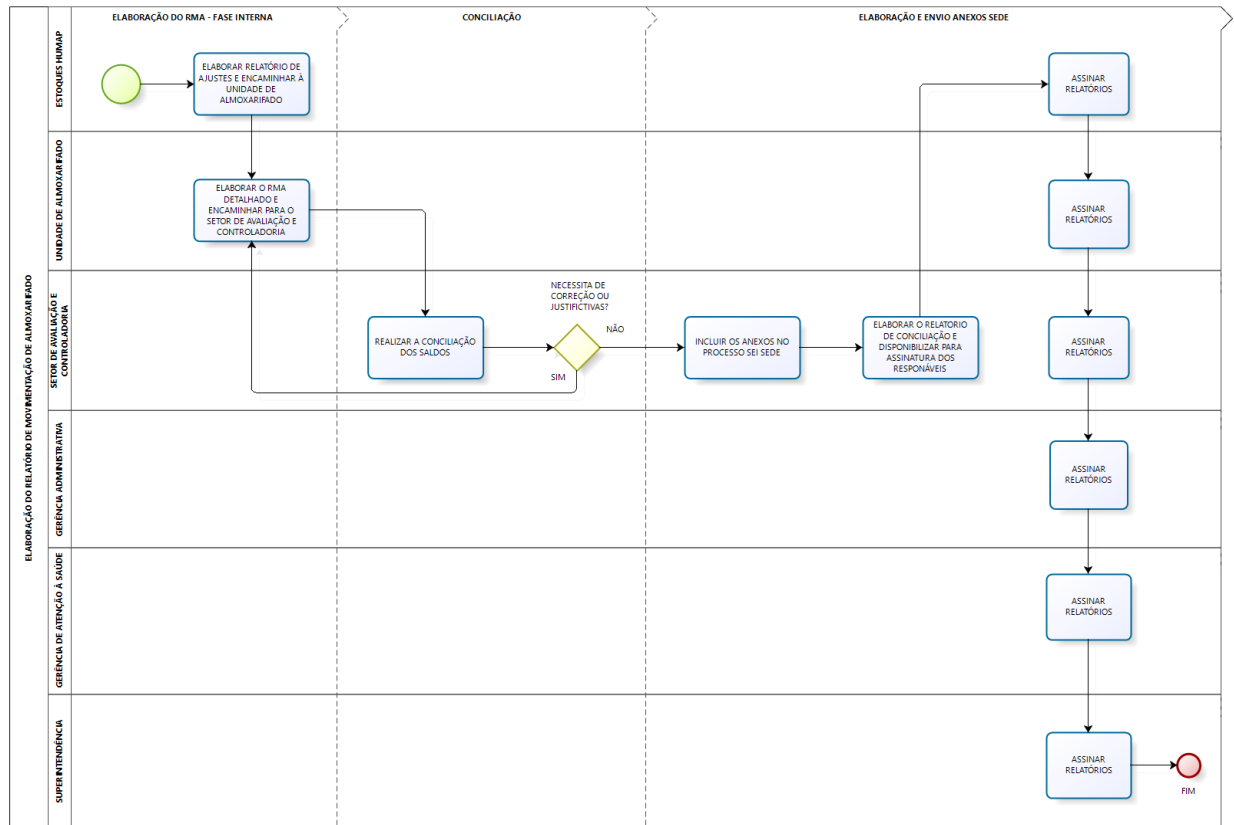 ELABORAÇÃO DO RELATÓRIO DE MOVIMENTAÇÃO DE ALMOXARIFADO
ELABORAÇÃO DO RMA - FASE INTERNA
CONCILIAÇÃO
ELABORAÇÃO E ENVIO ANEXOS SEDE
ESTOQUES HUMAP
ELABORAR RELATÓRIO DE
AJUSTES E ENCAMINHAR À
UNIDADE DE
ALMOXARIFADO
ASSINAR
RELATÓRIOS
UNIDADE DE ALMOXARIFADO
ELABORAR O RMA
DETALHADO E
ENCAMINHAR PARA O
SETOR DE AVALIAÇÃO E
CONTROLADORIA
ASSINAR
RELATÓRIOS
SETOR DE AVALIAÇÃO E
CONTROLADORIA
REALIZAR A CONCILIAÇÃO
DOS SALDOS
NECESSITA DE
CORREÇÃO OU
JUSTIFICTIVAS?
NÃO
SIM
INCLUIR OS ANEXOS NO
PROCESSO SEI SEDE
ELABORAR O RELATORIO
DE CONCILIAÇÃO E
DISPONIBILIZAR PARA
ASSINATURA DOS
RESPONÁVEIS
ASSINAR
RELATÓRIOS
GERÊNCIA ADMINISTRATIVA
ASSINAR
RELATÓRIOS
GERÊNCIA DE ATENÇÃO À SAÚDE
ASSINAR
RELATÓRIOS
SUPERINTENDÊNCIA
ASSINAR
RELATÓRIOS
FIM